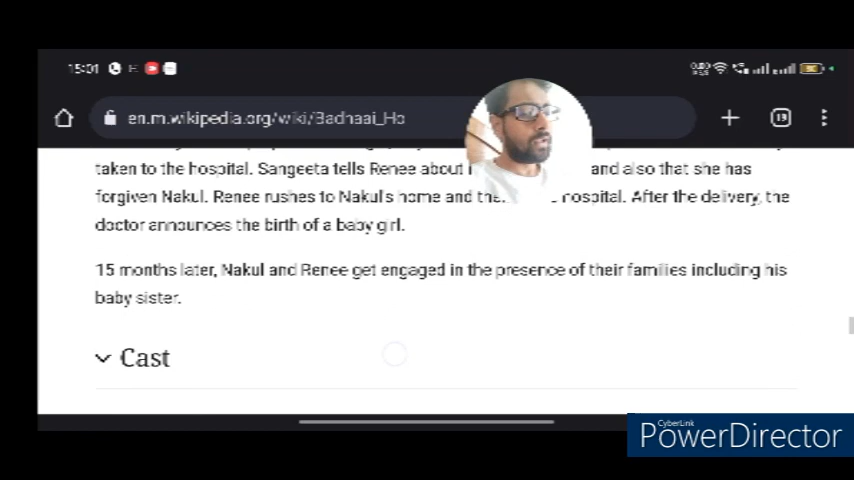 15:01
19
en.m.wikipedia.org/wiki/Badhaai_Ho
taken to the hospital. Sangeeta tells Renee about and also that she has
forgiven Nakul. Renee rushes to Nakul's home and hospital. After the delivery, the
doctor announces the birth of a baby girl.
15 months later, Nakul and Renee get engaged in the presence of their families including his
baby sister.
Cast
CyberLink
PowerDirector